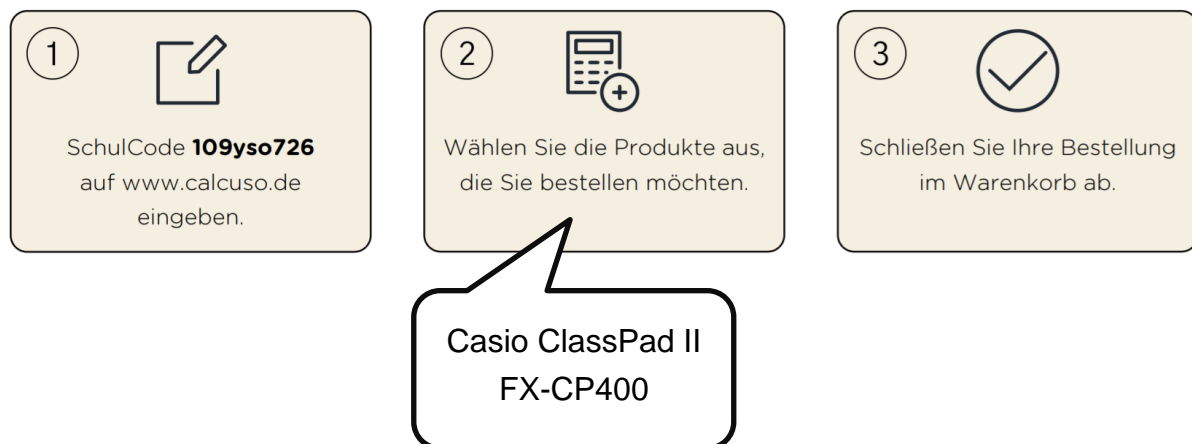 1
SchulCode 109yso726
auf www.calcuso.de
eingeben.
2
Wählen Sie die Produkte aus,
die Sie bestellen möchten.
3
Schließen Sie Ihre Bestellung
im Warenkorb ab.
Casio ClassPad II
FX-CP400